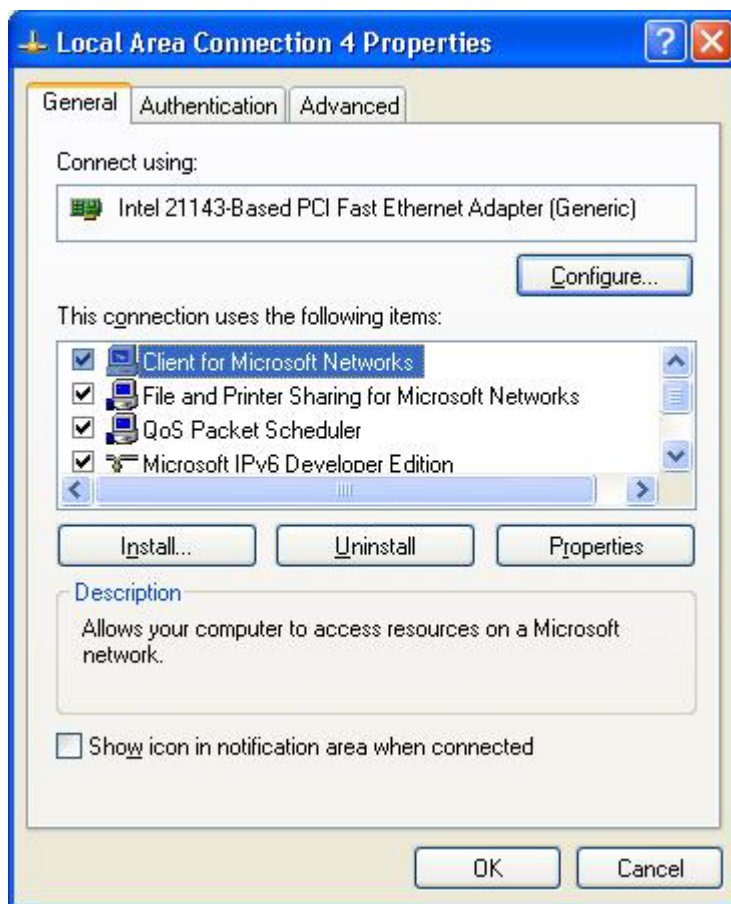 Local Area Connection 4 Properties
General Authentication Advanced
Connect using:
Intel 21143-Based PCI Fast Ethernet Adapter (Generic)
Configure...
This connection uses the following items:
Client for Microsoft Networks
File and Printer Sharing for Microsoft Networks
QoS Packet Scheduler
Microsoft IPv6 Developer Edition
Install... Uninstall Properties
Description
Allows your computer to access resources on a Microsoft
network.
Show icon in notification area when connected
OK Cancel